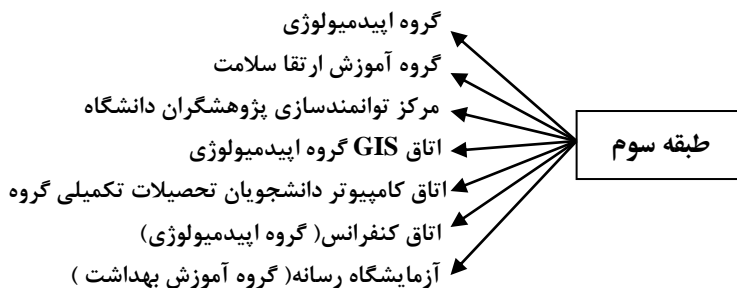 طبقه سوم
گروه اپیدمیولوژی
گروه آموزش ارتقا سلامت
مرکز توانمندسازی پژوهشگران دانشگاه
اتاق GIS گروه اپیدمیولوژی
اتاق کامپیوتر دانشجویان تحصیلات تکمیلی گروه
اتاق کنفرانس( گروه اپیدمیولوژی)
آزمایشگاه رسانه( گروه آموزش بهداشت )